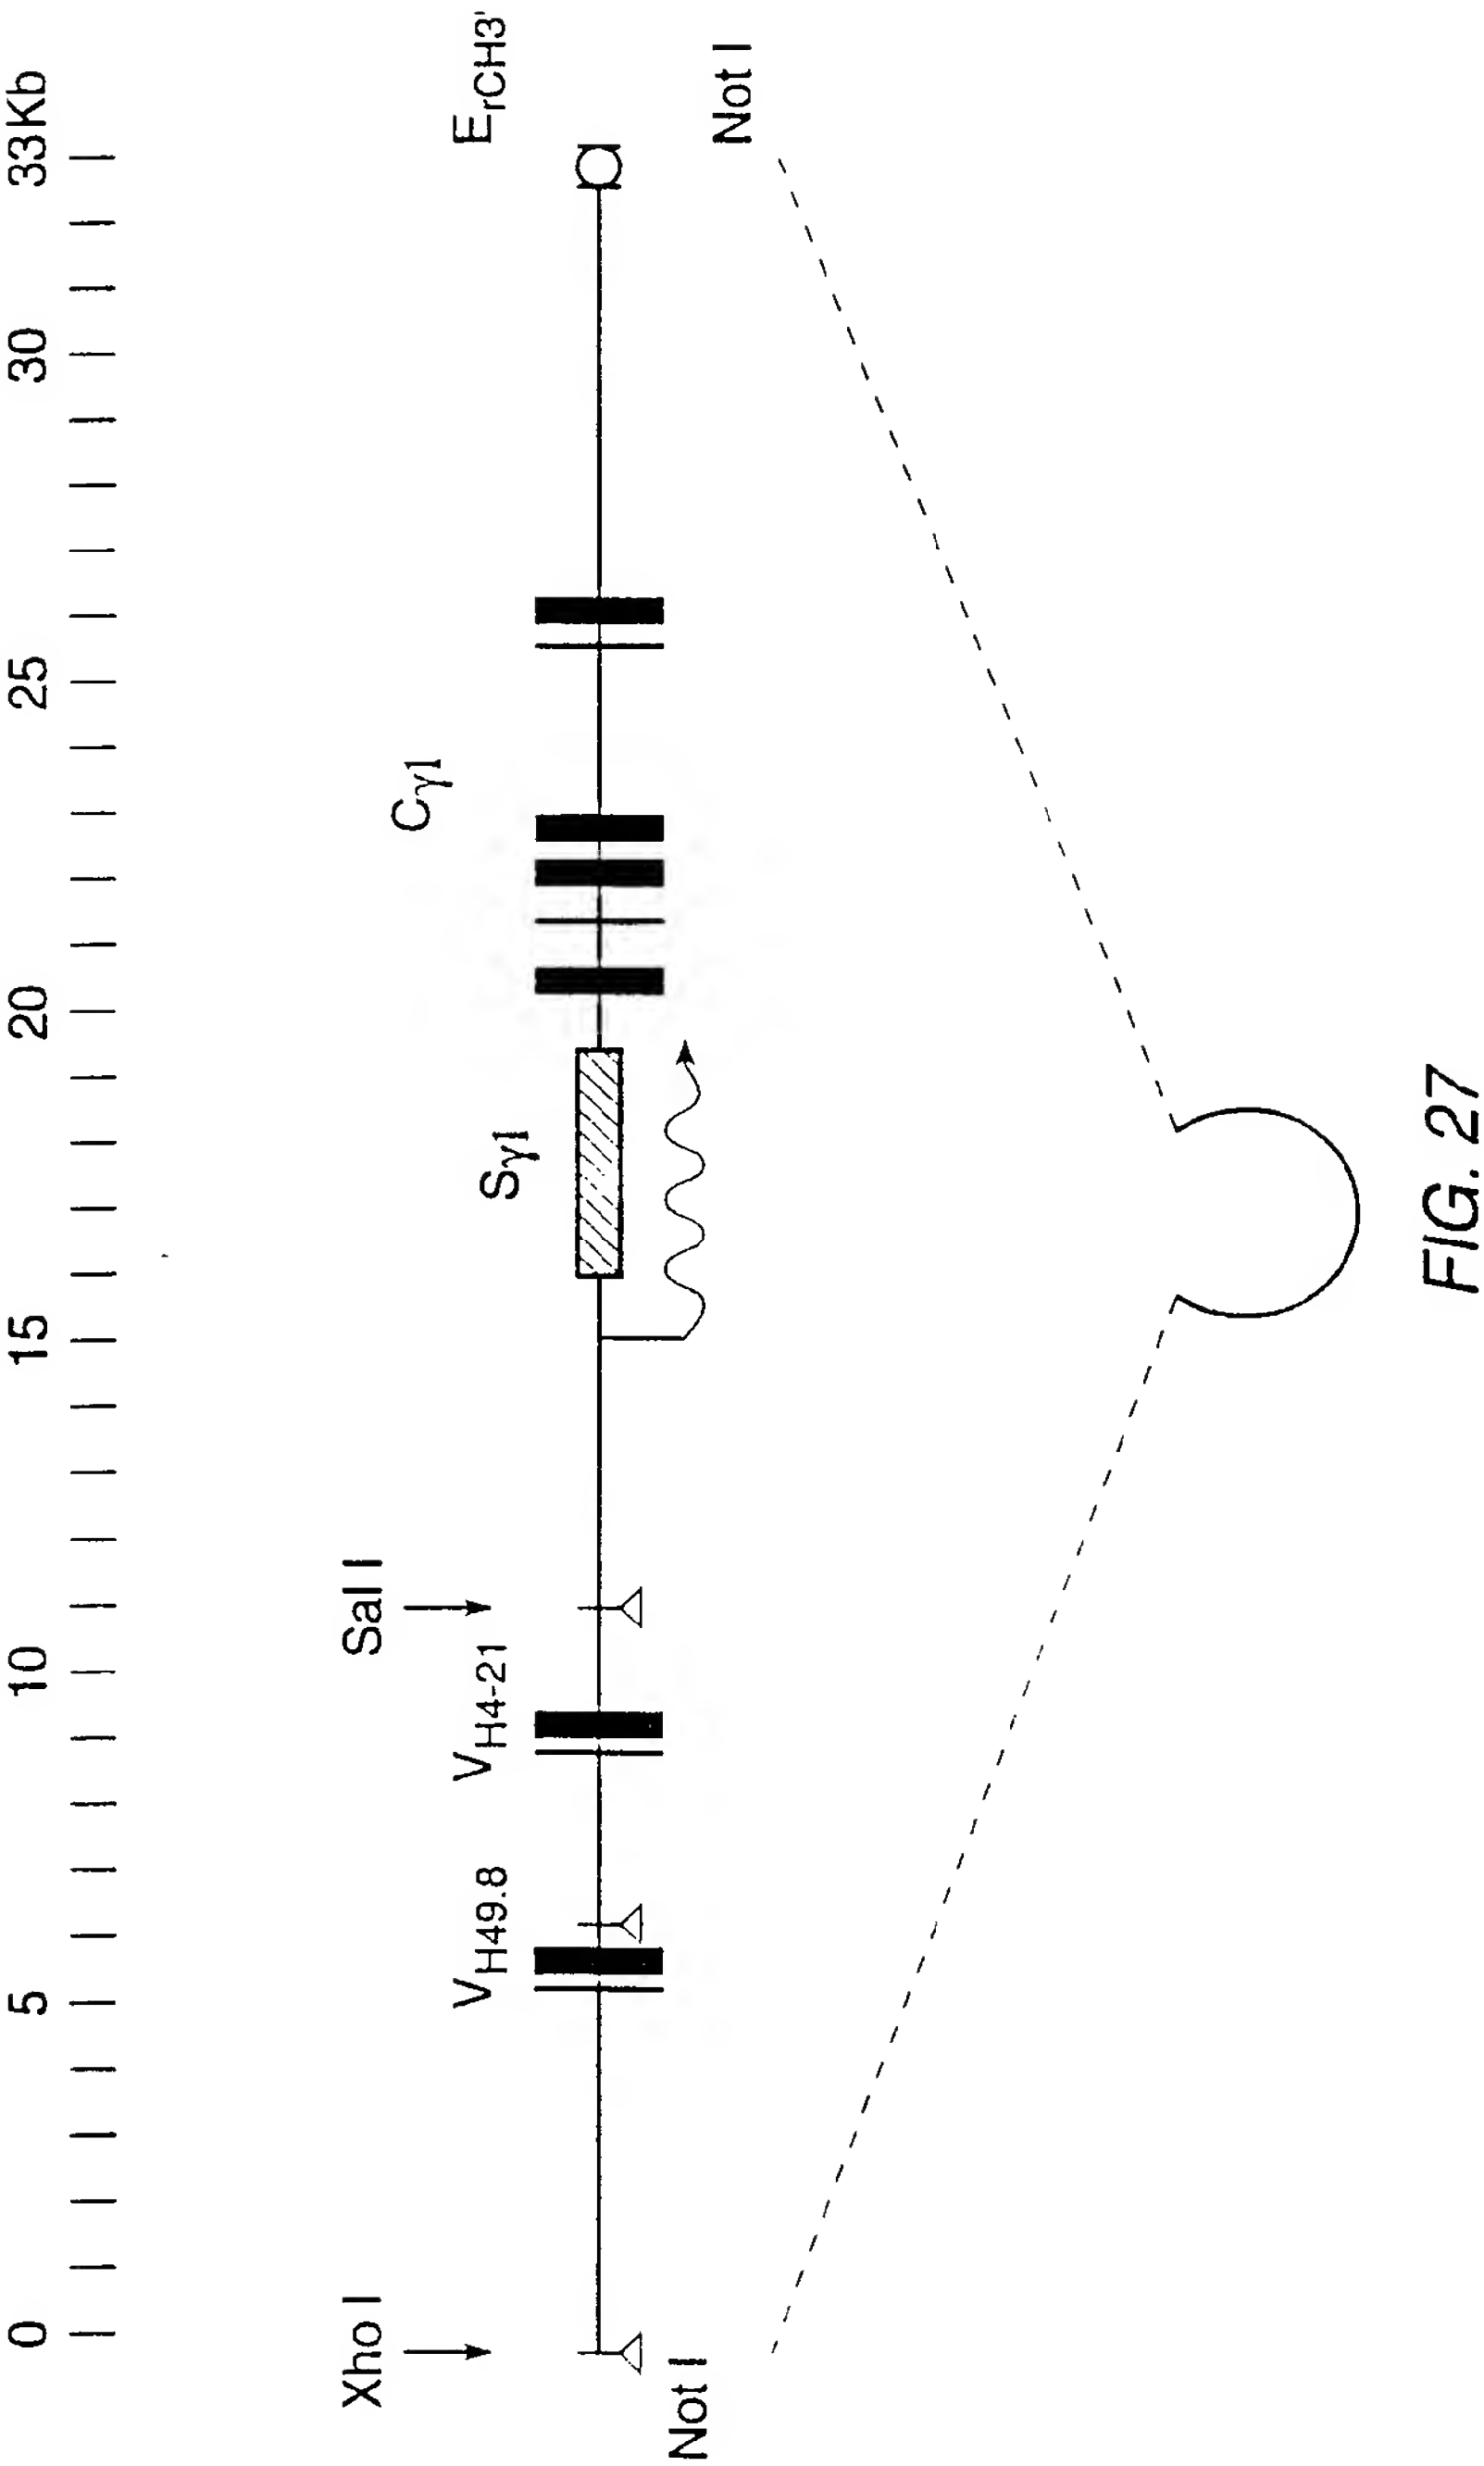 0 5 10 15 20 25 30 33Kb
Xho I
Sal I
Cγ1
VH49.8
VH4-21
Sγ1
ErCH3'
Not I
Not I
FIG. 27